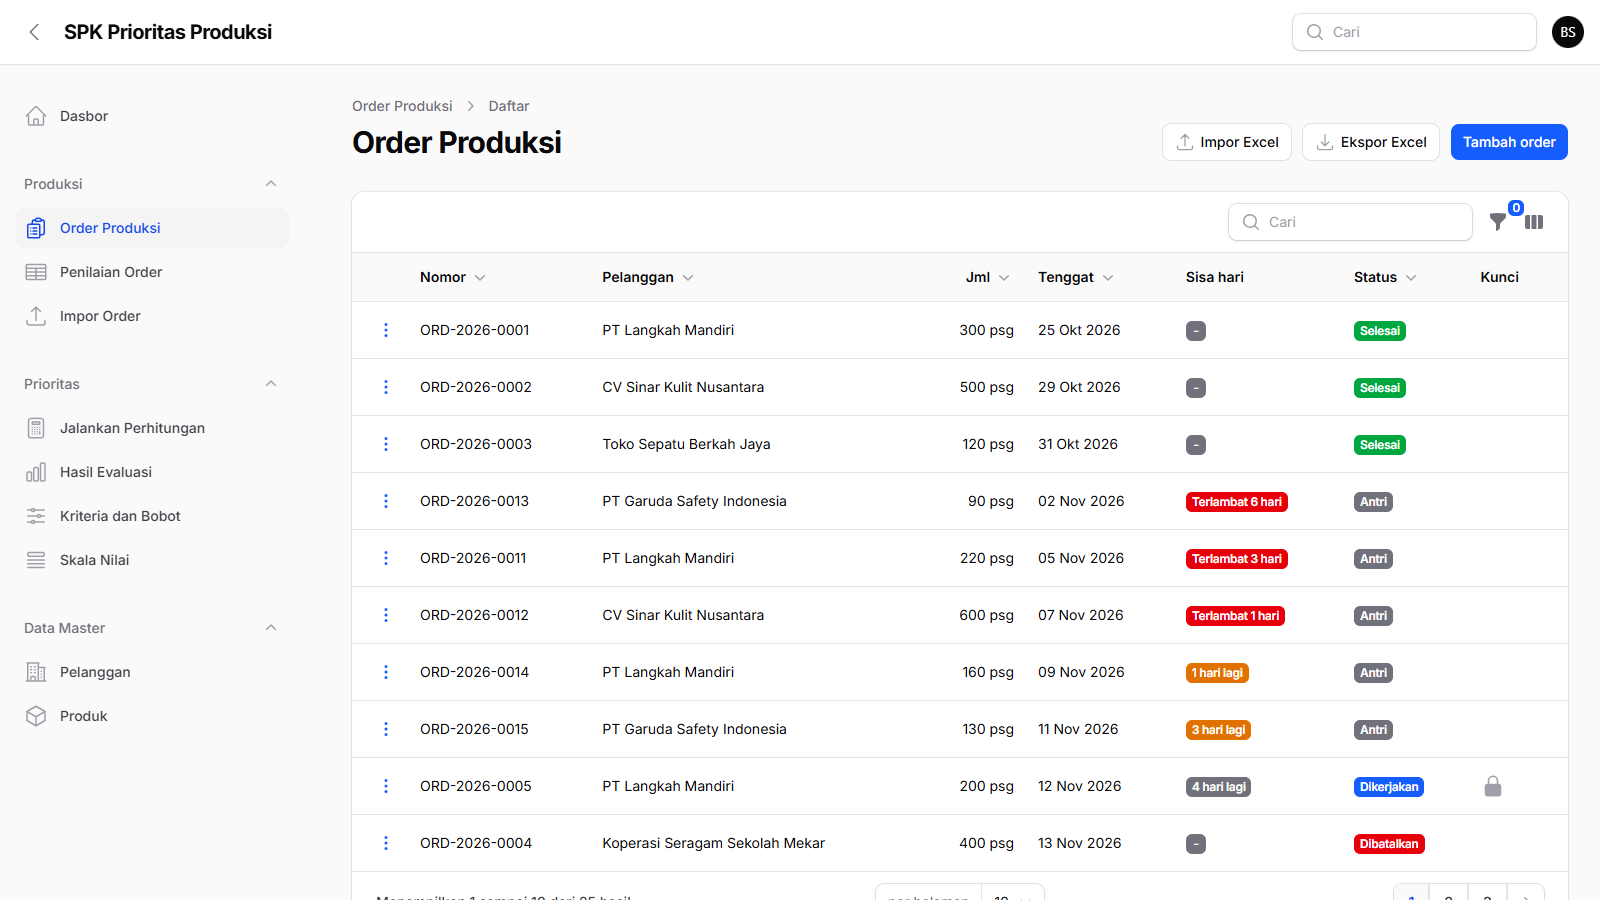 SPK Prioritas Produksi
Cari
BS
Dasbor
Produksi
Order Produksi
Penilaian Order
Impor Order
Prioritas
Jalankan Perhitungan
Hasil Evaluasi
Kriteria dan Bobot
Skala Nilai
Data Master
Pelanggan
Produk
Order Produksi > Daftar
Order Produksi
Impor Excel
Ekspor Excel
Tambah order
Cari
0
Nomor Pelanggan Jml Tenggat Sisa hari Status Kunci
ORD-2026-0001 PT Langkah Mandiri 300 psg 25 Okt 2026 - Selesai
ORD-2026-0002 CV Sinar Kulit Nusantara 500 psg 29 Okt 2026 - Selesai
ORD-2026-0003 Toko Sepatu Berkah Jaya 120 psg 31 Okt 2026 - Selesai
ORD-2026-0013 PT Garuda Safety Indonesia 90 psg 02 Nov 2026 Terlambat 6 hari Antri
ORD-2026-0011 PT Langkah Mandiri 220 psg 05 Nov 2026 Terlambat 3 hari Antri
ORD-2026-0012 CV Sinar Kulit Nusantara 600 psg 07 Nov 2026 Terlambat 1 hari Antri
ORD-2026-0014 PT Langkah Mandiri 160 psg 09 Nov 2026 1 hari lagi Antri
ORD-2026-0015 PT Garuda Safety Indonesia 130 psg 11 Nov 2026 3 hari lagi Antri
ORD-2026-0005 PT Langkah Mandiri 200 psg 12 Nov 2026 4 hari lagi Dikerjakan
ORD-2026-0004 Koperasi Seragam Sekolah Mekar 400 psg 13 Nov 2026 - Dibatalkan